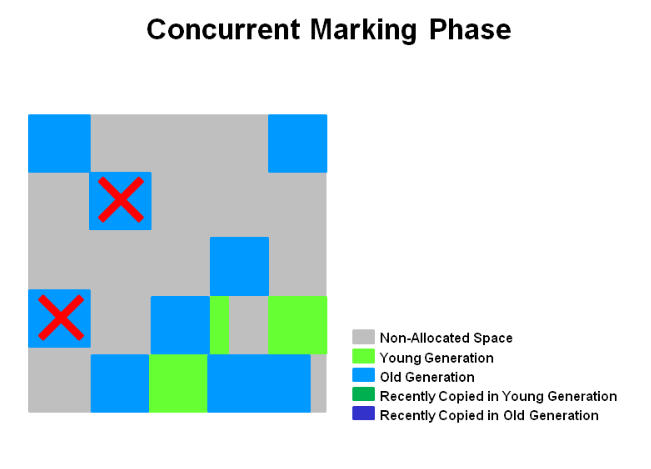 Concurrent Marking Phase
Non-Allocated Space
Young Generation
Old Generation
Recently Copied in Young Generation
Recently Copied in Old Generation